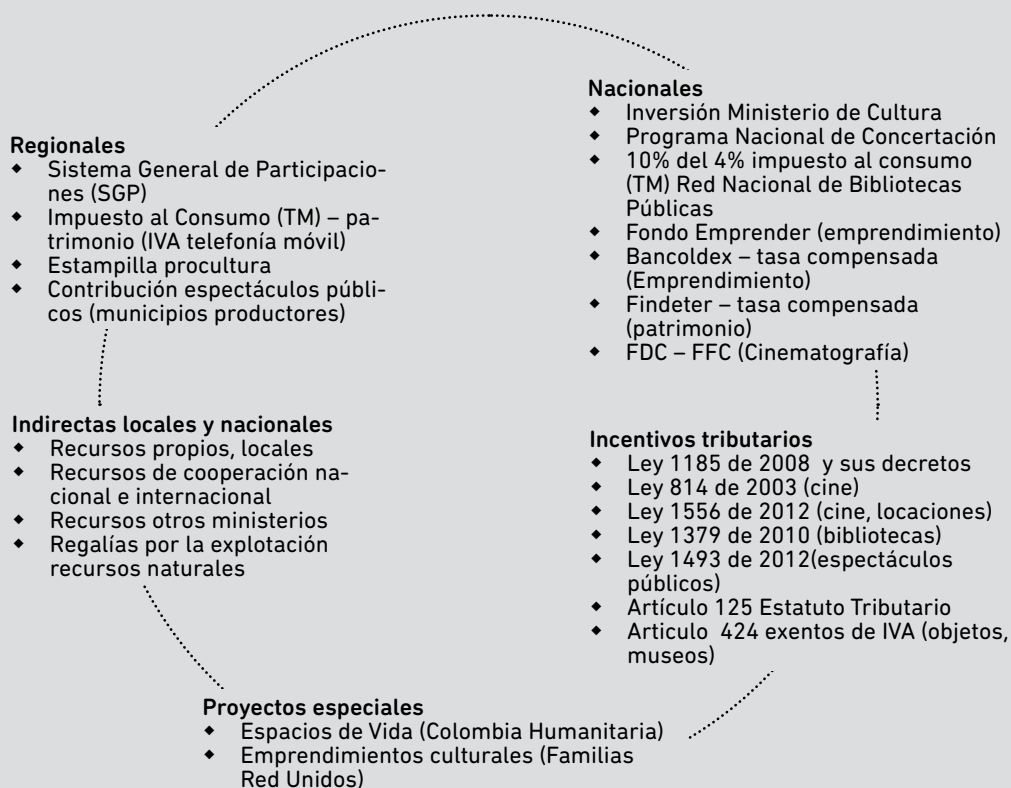 Regionales
◆ Sistema General de Participacio-
nes (SGP)
◆ Impuesto al Consumo (TM) – pa-
trimonio (IVA telefonía móvil)
◆ Estampilla procultura
◆ Contribución espectáculos públi-
cos (municipios productores)
Nacionales
◆ Inversión Ministerio de Cultura
◆ Programa Nacional de Concertación
◆ 10% del 4% impuesto al consumo
(TM) Red Nacional de Bibliotecas
Públicas
◆ Fondo Emprender (emprendimiento)
◆ Bancoldex – tasa compensada
(Emprendimiento)
◆ Findeter – tasa compensada
(patrimonio)
◆ FDC – FFC (Cinematografía)
Indirectas locales y nacionales
◆ Recursos propios, locales
◆ Recursos de cooperación na-
cional e internacional
◆ Recursos otros ministerios
◆ Regalías por la explotación
recursos naturales
Incentivos tributarios
◆ Ley 1185 de 2008 y sus decretos
◆ Ley 814 de 2003 (cine)
◆ Ley 1556 de 2012 (cine, locaciones)
◆ Ley 1379 de 2010 (bibliotecas)
◆ Ley 1493 de 2012(espectáculos
públicos)
◆ Artículo 125 Estatuto Tributario
◆ Articulo 424 exentos de IVA (objetos,
museos)
Proyectos especiales
◆ Espacios de Vida (Colombia Humanitaria)
◆ Emprendimientos culturales (Familias
Red Unidos)